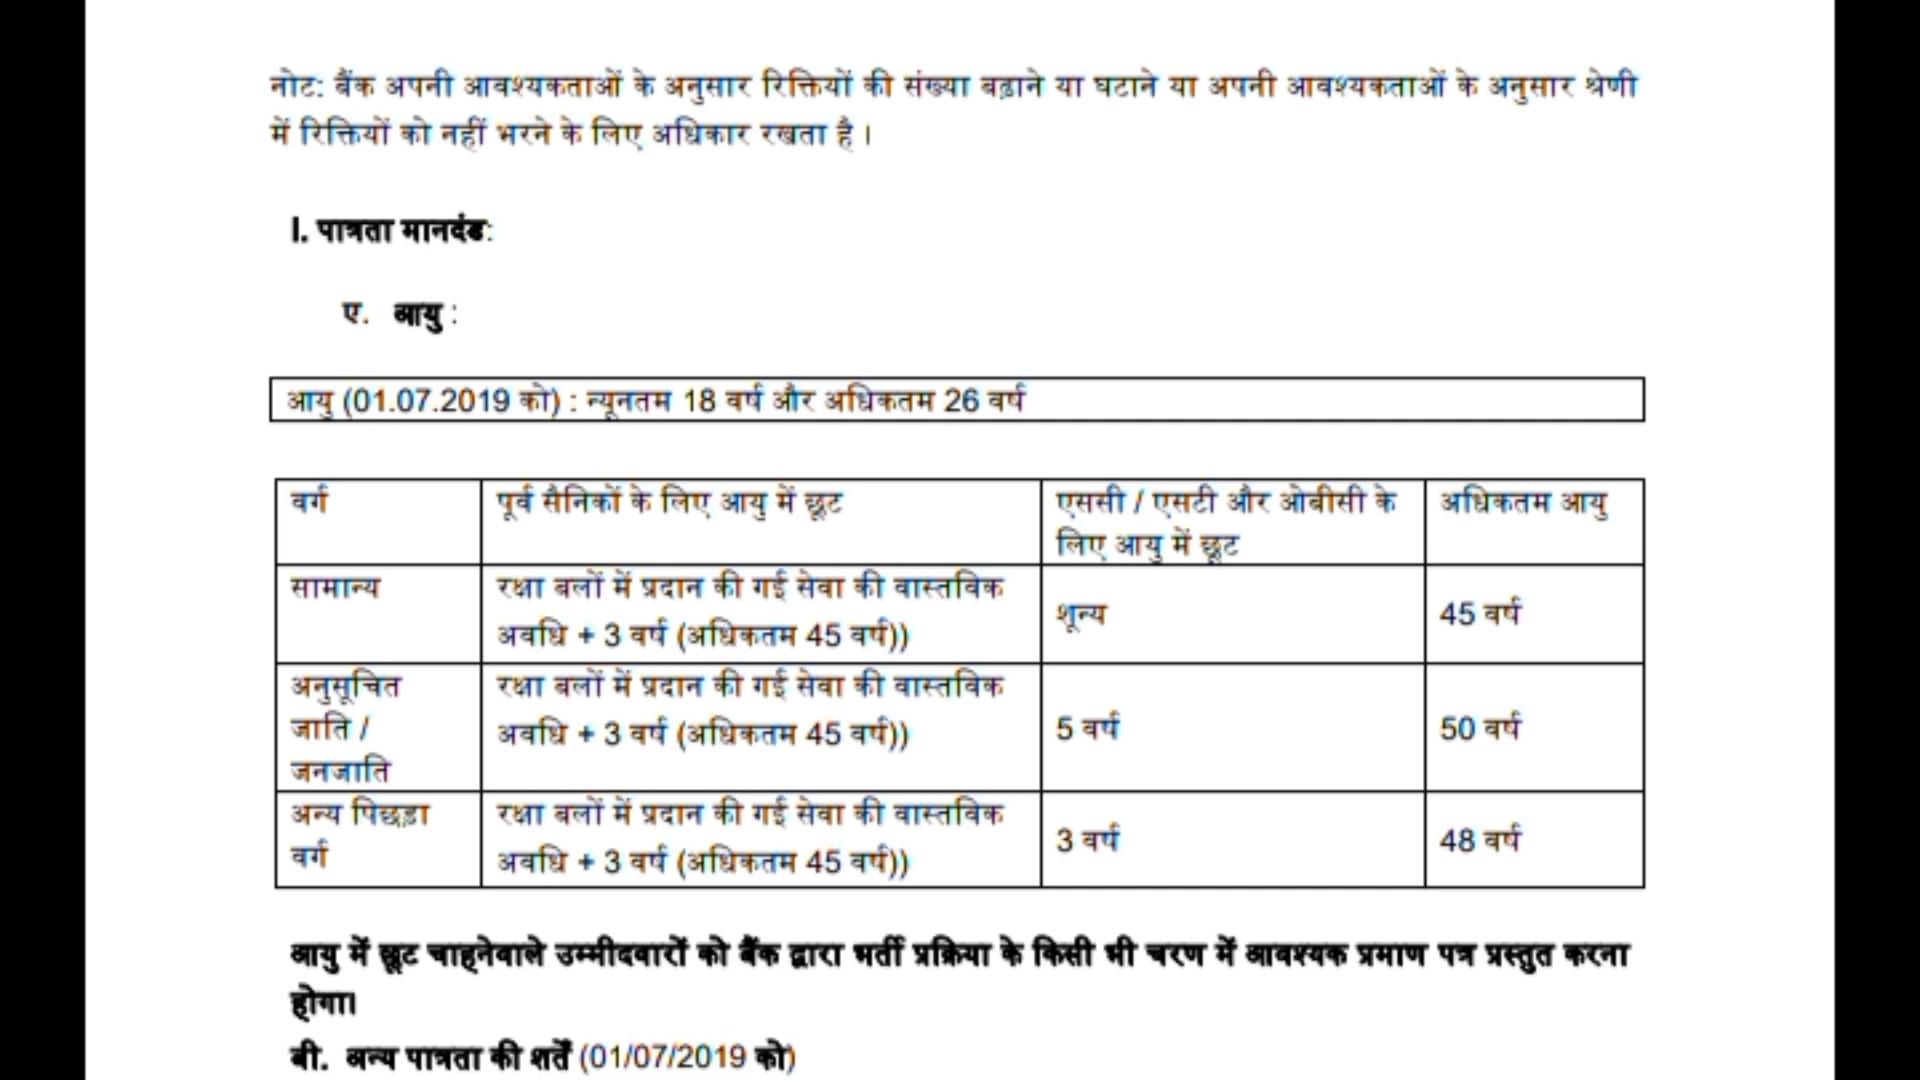 नोट: बैंक अपनी आवश्यकताओं के अनुसार रिक्तियों की संख्या बढ़ाने या घटाने या अपनी आवश्यकताओं के अनुसार श्रेणी
में रिक्तियों को नहीं भरने के लिए अधिकार रखता है ।
I. पात्रता मानदंड:
ए. आयु :
आयु (01.07.2019 को) : न्यूनतम 18 वर्ष और अधिकतम 26 वर्ष
वर्ग
पूर्व सैनिकों के लिए आयु में छूट
एससी / एसटी और ओबीसी के
लिए आयु में छूट
अधिकतम आयु
सामान्य
रक्षा बलों में प्रदान की गई सेवा की वास्तविक
अवधि + 3 वर्ष (अधिकतम 45 वर्ष))
शून्य
45 वर्ष
अनुसूचित
जाति /
जनजाति
रक्षा बलों में प्रदान की गई सेवा की वास्तविक
अवधि + 3 वर्ष (अधिकतम 45 वर्ष))
5 वर्ष
50 वर्ष
अन्य पिछड़ा
वर्ग
रक्षा बलों में प्रदान की गई सेवा की वास्तविक
अवधि + 3 वर्ष (अधिकतम 45 वर्ष))
3 वर्ष
48 वर्ष
आयु में छूट चाहनेवाले उम्मीदवारों को बैंक द्वारा भर्ती प्रक्रिया के किसी भी चरण में आवश्यक प्रमाण पत्र प्रस्तुत करना
होगा।
बी. अन्य पात्रता की शर्तें (01/07/2019 को)